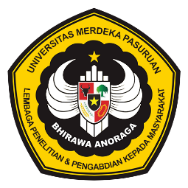 UNIVERSITAS MERDEKA PASURUAN
BHIRAWA ANORAGA
LEMBAGA PENELITIAN & PENGABDIAN KEPADA MASYARAKAT